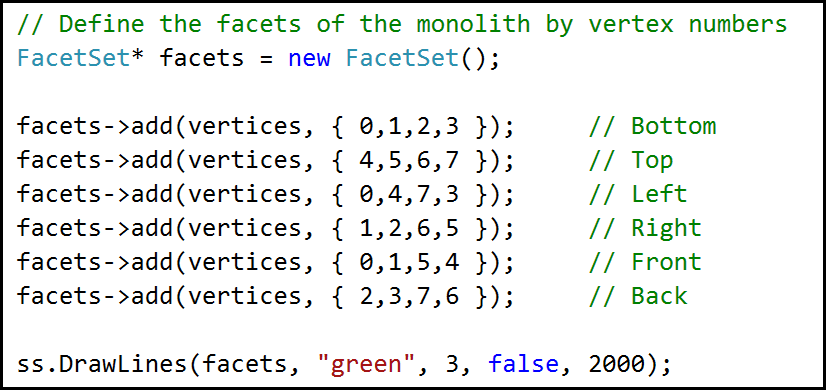 // Define the facets of the monolith by vertex numbers
FacetSet* facets = new FacetSet();
facets->add(vertices, { 0,1,2,3 });     // Bottom
facets->add(vertices, { 4,5,6,7 });     // Top
facets->add(vertices, { 0,4,7,3 });     // Left
facets->add(vertices, { 1,2,6,5 });     // Right
facets->add(vertices, { 0,1,5,4 });     // Front
facets->add(vertices, { 2,3,7,6 });     // Back
ss.DrawLines(facets, "green", 3, false, 2000);